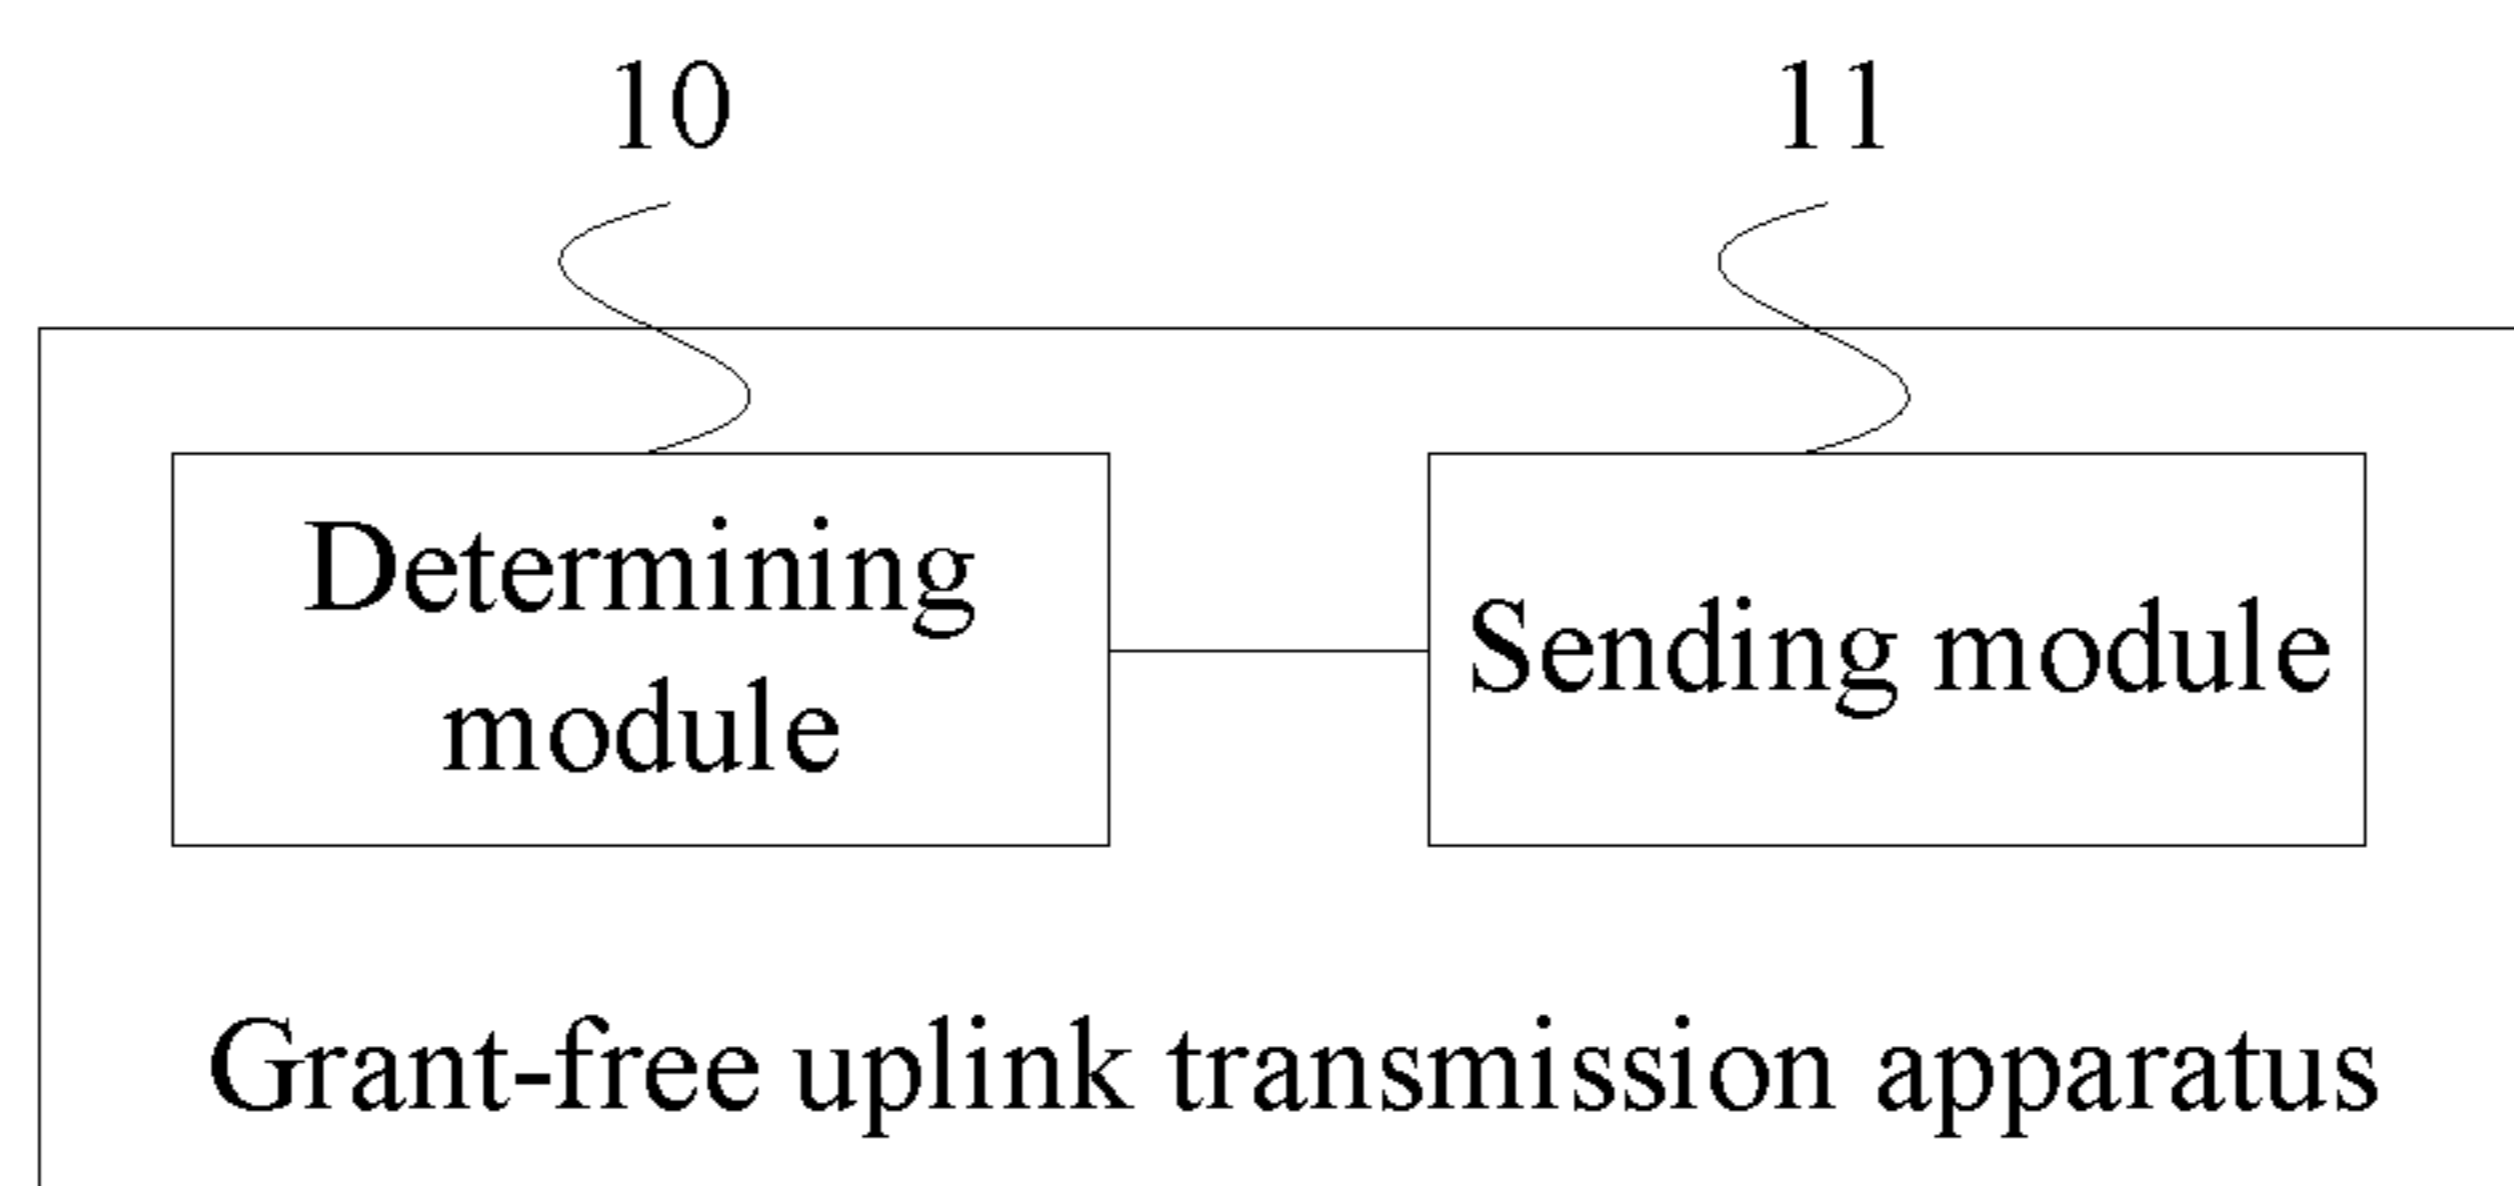 10
11
Determining
module
Sending module
Grant-free uplink transmission apparatus